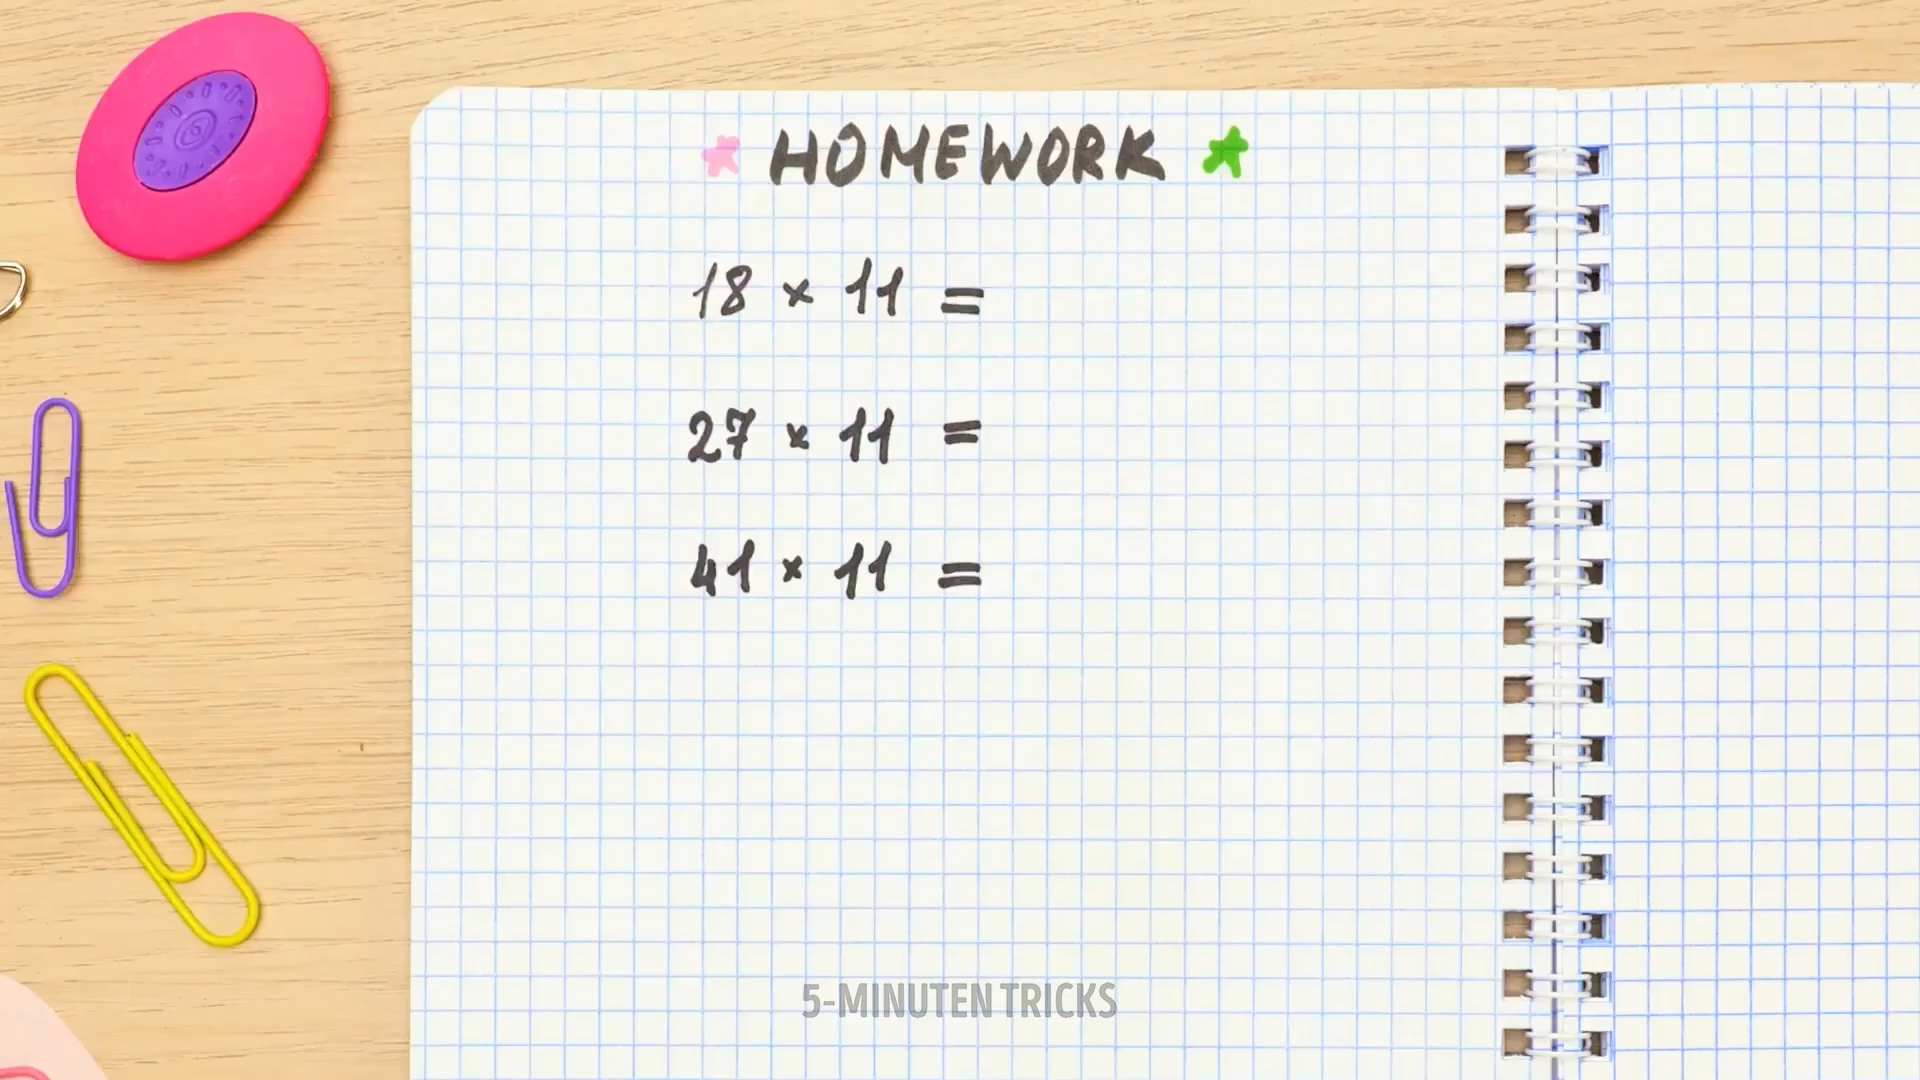 HOMEWORK
18 × 11 =
27 × 11 =
41 × 11 =
5-MINUTEN TRICKS